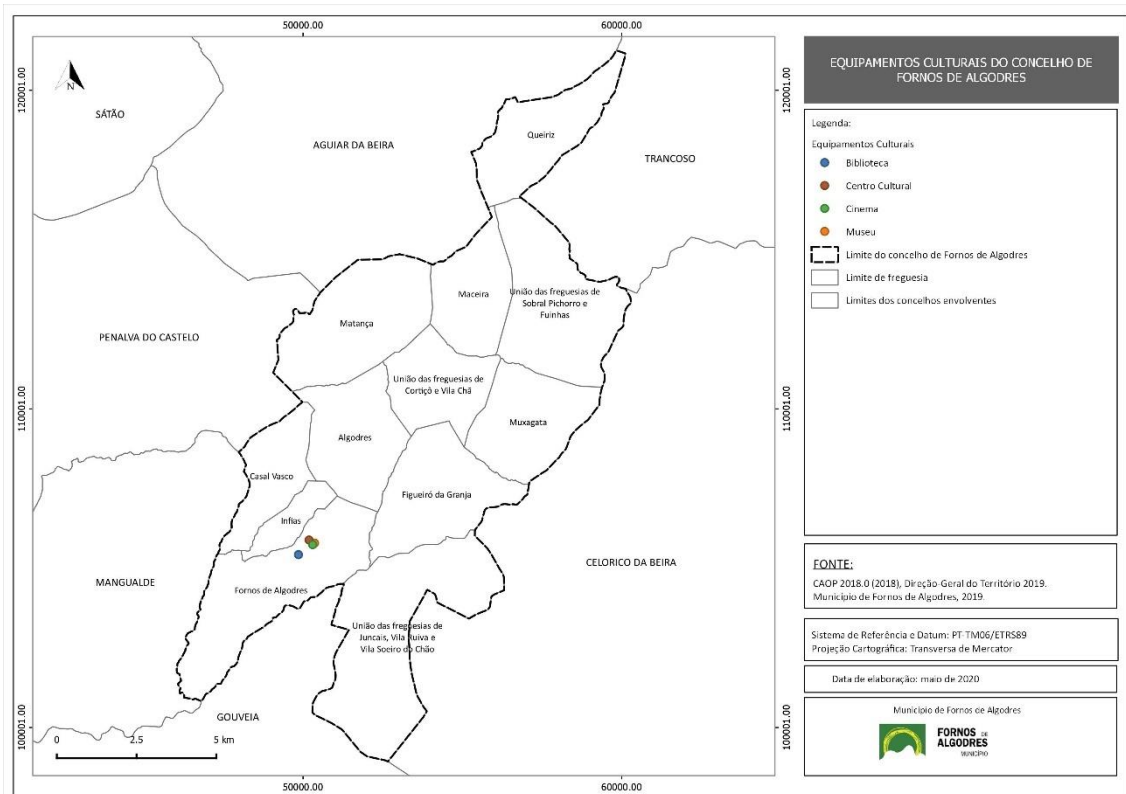 50000.00
60000.00
120001.00
120001.00
N
SÁTÃO
AGUIAR DA BEIRA
Queiriz
TRANCOSO
Maceira
União das freguesias de
Sobral Pichorro e
Fuinhas
Matança
PENALVA DO CASTELO
União das freguesias de
Cortiçô e Vila Chã
110001.00
110001.00
Muxagata
Algodres
Casal Vasco
Figueiró da Granja
Infias
MANGUALDE
Fornos de Algodres
CELORICO DA BEIRA
União das freguesias de
Juncais, Vila Ruiva e
Vila Soeiro do Chão
GOUVEIA
100001.00
100001.00
0 2.5 5 km
50000.00
60000.00
EQUIPAMENTOS CULTURAIS DO CONCELHO DE
FORNOS DE ALGODRES
Legenda:
Equipamentos Culturais
Biblioteca
Centro Cultural
Cinema
Museu
Limite do concelho de Fornos de Algodres
Limite de freguesia
Limites dos concelhos envolventes
FONTE:
CAOP 2018.0 (2018), Direção-Geral do Território 2019.
Município de Fornos de Algodres, 2019.
Sistema de Referência e Datum: PT-TM06/ETRS89
Projeção Cartográfica: Transversa de Mercator
Data de elaboração: maio de 2020
Município de Fornos de Algodres
FORNOS DE
ALGODRES
MUNICÍPIO